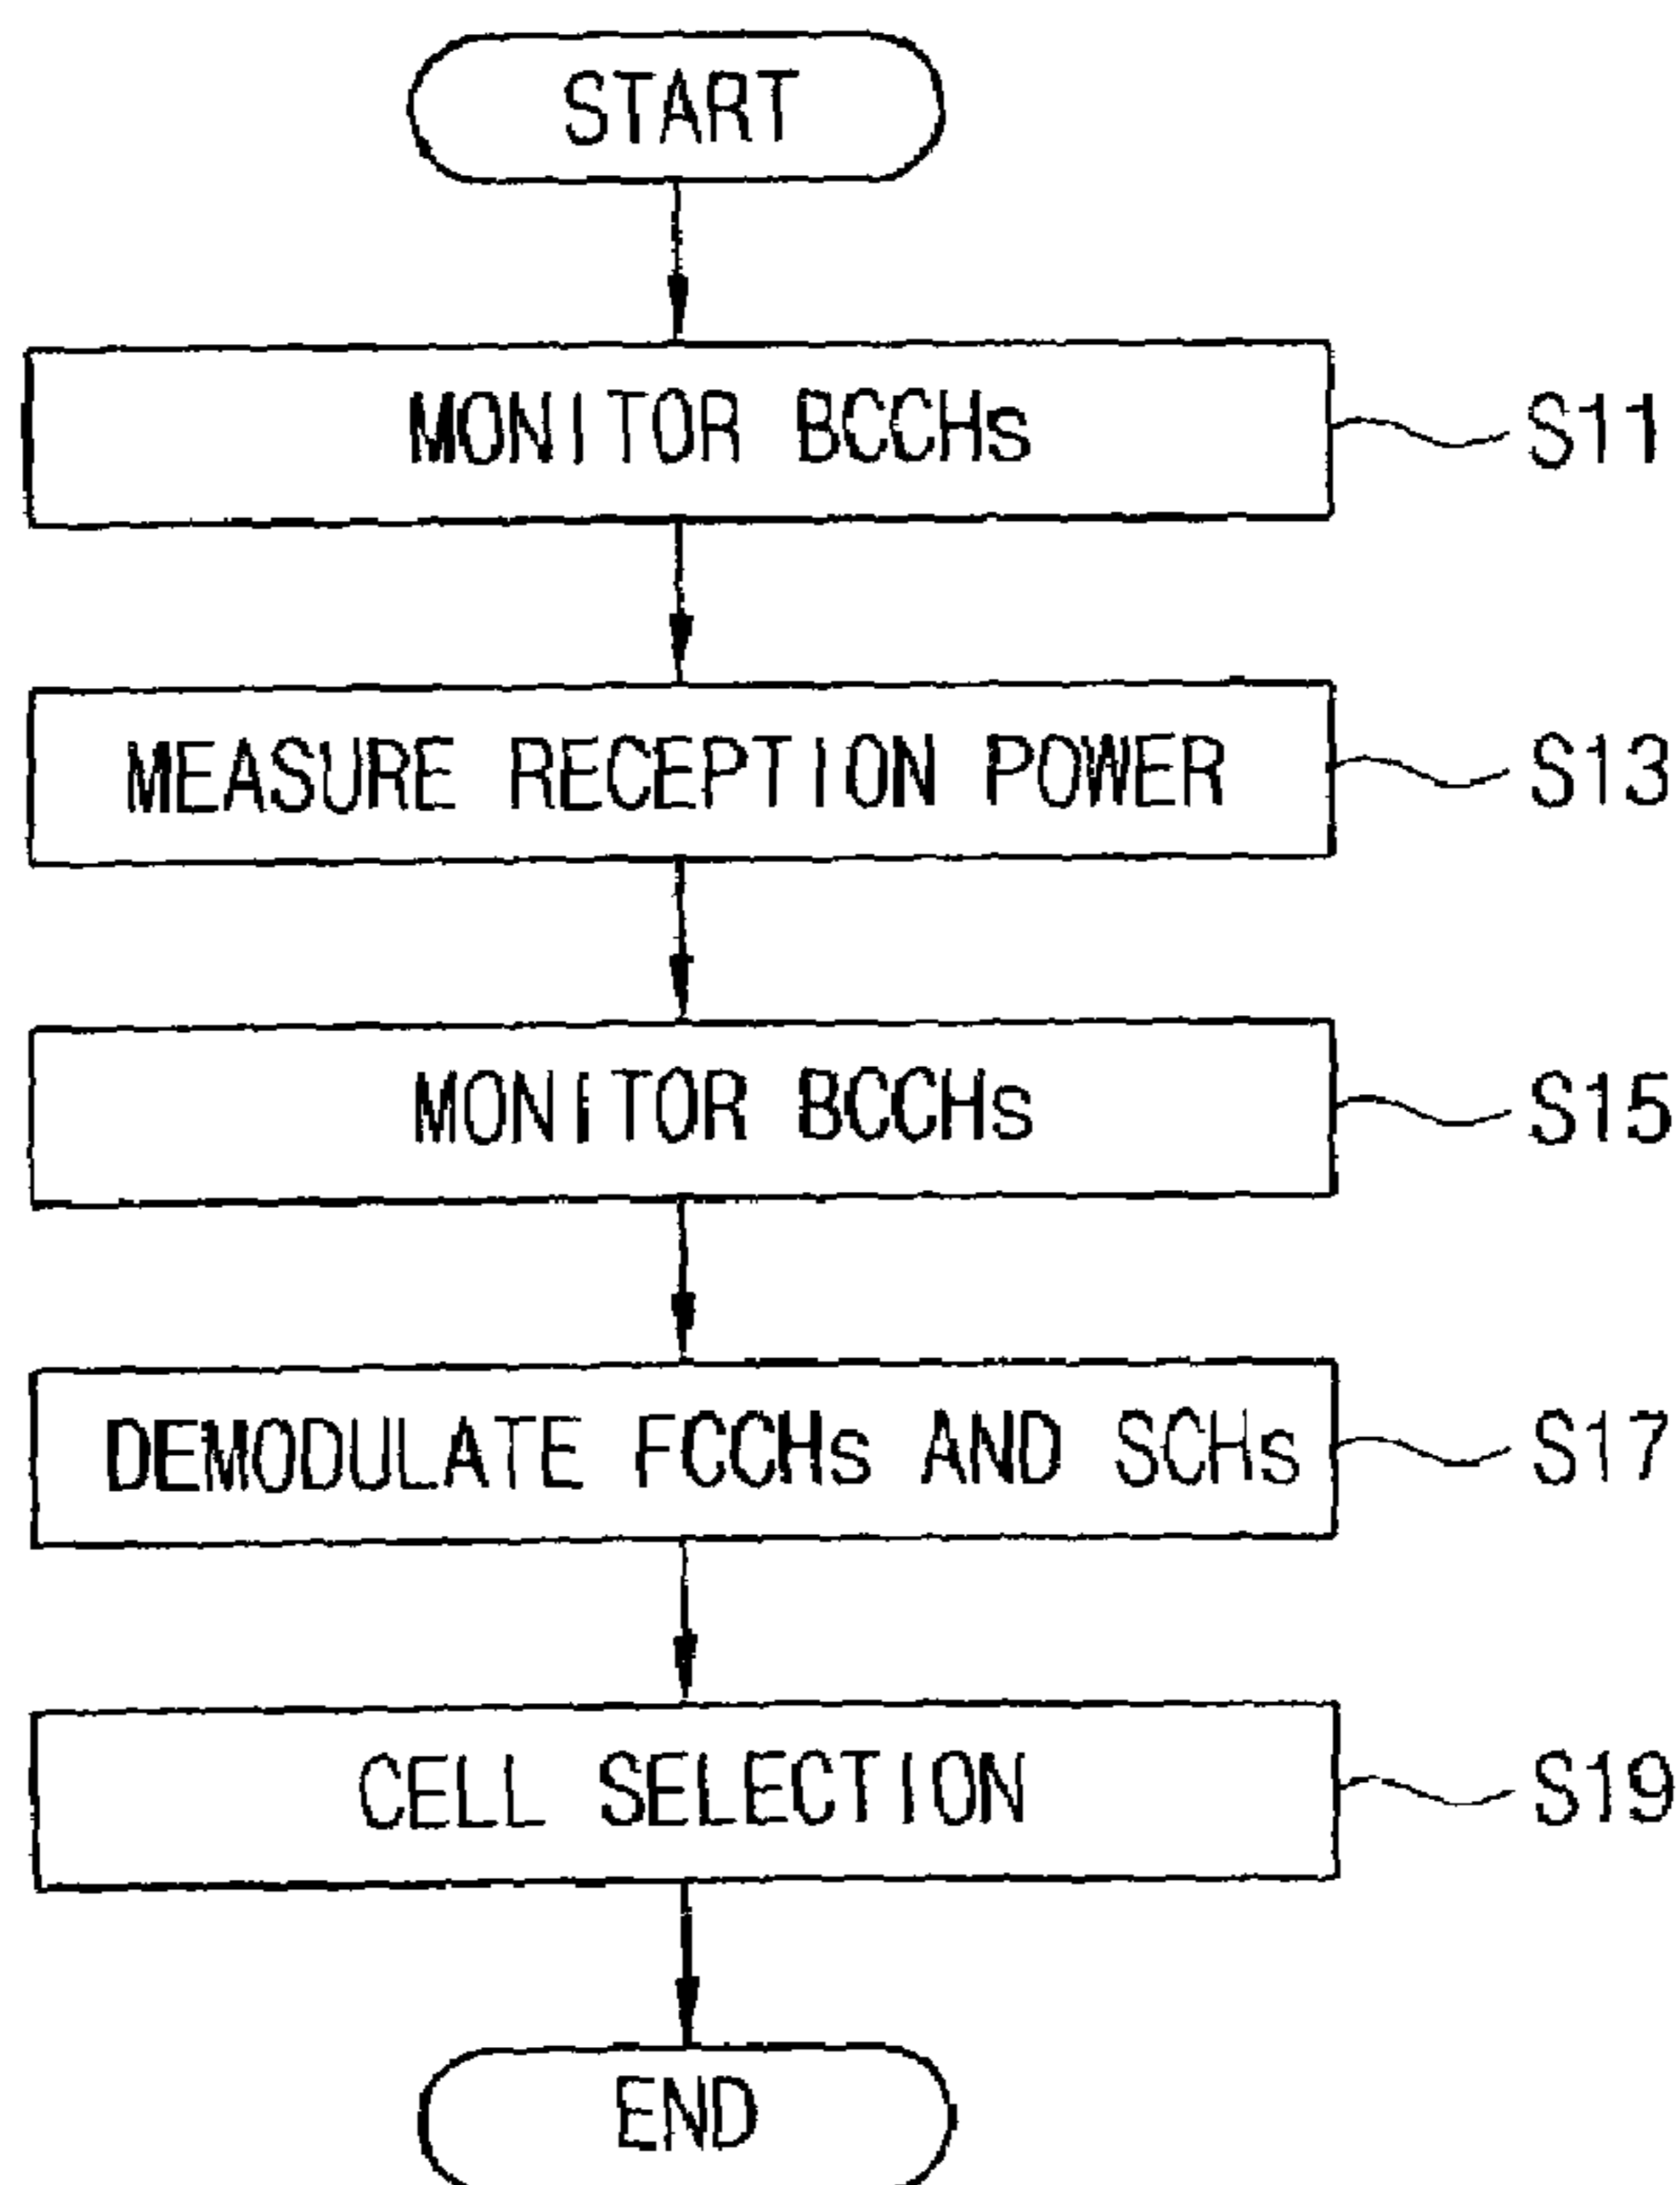 START
MONITOR BCCHs
S11
MEASURE RECEPTION POWER
S13
MONITOR BCCHs
S15
DEMODULATE FCCHs AND SCHs
S17
CELL SELECTION
S19
END